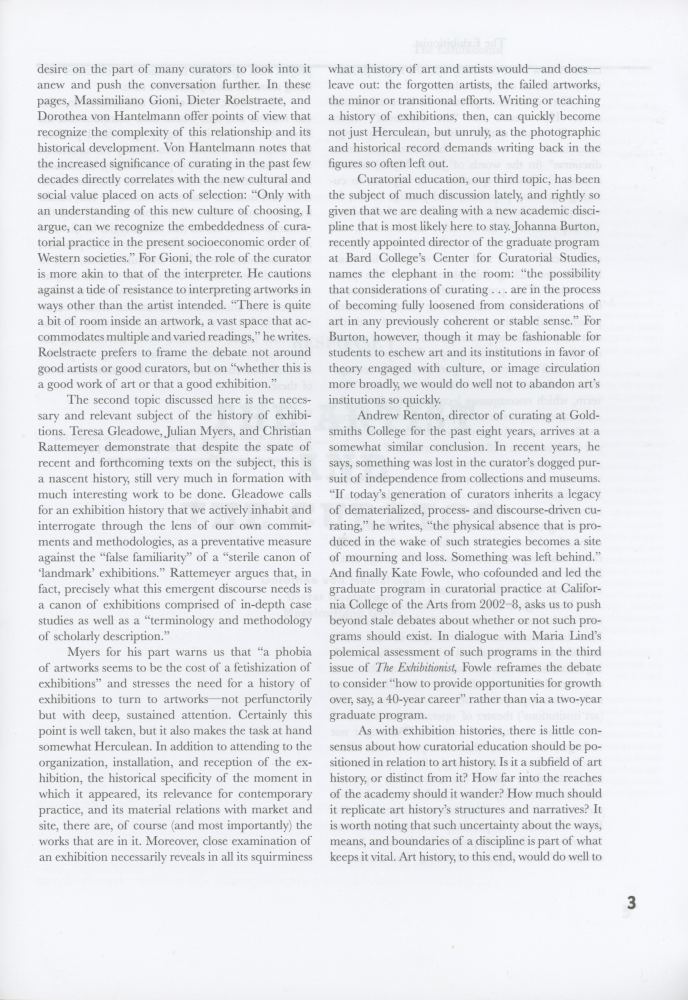 desire on the part of many curators to look into it
anew and push the conversation further. In these
pages, Massimiliano Gioni, Dieter Roelstraete, and
Dorothea von Hantelmann offer points of view that
recognize the complexity of this relationship and its
historical development. Von Hantelmann notes that
the increased significance of curating in the past few
decades directly correlates with the new cultural and
social value placed on acts of selection: “Only with
an understanding of this new culture of choosing, I
argue, can we recognize the embeddedness of cura-
torial practice in the present socioeconomic order of
Western societies.” For Gioni, the role of the curator
is more akin to that of the interpreter. He cautions
against a tide of resistance to interpreting artworks in
ways other than the artist intended. “There is quite
a bit of room inside an artwork, a vast space that ac-
commodates multiple and varied readings,” he writes.
Roelstraete prefers to frame the debate not around
good artists or good curators, but on “whether this is
a good work of art or that a good exhibition.”
The second topic discussed here is the neces-
sary and relevant subject of the history of exhibi-
tions. Teresa Gleadowe, Julian Myers, and Christian
Rattemeyer demonstrate that despite the spate of
recent and forthcoming texts on the subject, this is
a nascent history, still very much in formation with
much interesting work to be done. Gleadowe calls
for an exhibition history that we actively inhabit and
interrogate through the lens of our own commit-
ments and methodologies, as a preventative measure
against the “false familiarity” of a “sterile canon of
‘landmark’ exhibitions.” Rattemeyer argues that, in
fact, precisely what this emergent discourse needs is
a canon of exhibitions comprised of in-depth case
studies as well as a “terminology and methodology
of scholarly description.”
Myers for his part warns us that “a phobia
of artworks seems to be the cost of a fetishization of
exhibitions” and stresses the need for a history of
exhibitions to turn to artworks—not perfunctorily
but with deep, sustained attention. Certainly this
point is well taken, but it also makes the task at hand
somewhat Herculean. In addition to attending to the
organization, installation, and reception of the ex-
hibition, the historical specificity of the moment in
which it appeared, its relevance for contemporary
practice, and its material relations with market and
site, there are, of course (and most importantly) the
works that are in it. Moreover, close examination of
an exhibition necessarily reveals in all its squirminess
what a history of art and artists would—and does—
leave out: the forgotten artists, the failed artworks,
the minor or transitional efforts. Writing or teaching
a history of exhibitions, then, can quickly become
not just Herculean, but unruly, as the photographic
and historical record demands writing back in the
figures so often left out.
Curatorial education, our third topic, has been
the subject of much discussion lately, and rightly so
given that we are dealing with a new academic disci-
pline that is most likely here to stay. Johanna Burton,
recently appointed director of the graduate program
at Bard College’s Center for Curatorial Studies,
names the elephant in the room: “the possibility
that considerations of curating . . . are in the process
of becoming fully loosened from considerations of
art in any previously coherent or stable sense.” For
Burton, however, though it may be fashionable for
students to eschew art and its institutions in favor of
theory engaged with culture, or image circulation
more broadly, we would do well not to abandon art’s
institutions so quickly.
Andrew Renton, director of curating at Gold-
smiths College for the past eight years, arrives at a
somewhat similar conclusion. In recent years, he
says, something was lost in the curator’s dogged pur-
suit of independence from collections and museums.
“If today’s generation of curators inherits a legacy
of dematerialized, process- and discourse-driven cu-
rating,” he writes, “the physical absence that is pro-
duced in the wake of such strategies becomes a site
of mourning and loss. Something was left behind.”
And finally Kate Fowle, who cofounded and led the
graduate program in curatorial practice at Califor-
nia College of the Arts from 2002–8, asks us to push
beyond stale debates about whether or not such pro-
grams should exist. In dialogue with Maria Lind’s
polemical assessment of such programs in the third
issue of The Exhibitionist, Fowle reframes the debate
to consider “how to provide opportunities for growth
over, say, a 40-year career” rather than via a two-year
graduate program.
As with exhibition histories, there is little con-
sensus about how curatorial education should be po-
sitioned in relation to art history. Is it a subfield of art
history, or distinct from it? How far into the reaches
of the academy should it wander? How much should
it replicate art history’s structures and narratives? It
is worth noting that such uncertainty about the ways,
means, and boundaries of a discipline is part of what
keeps it vital. Art history, to this end, would do well to
3